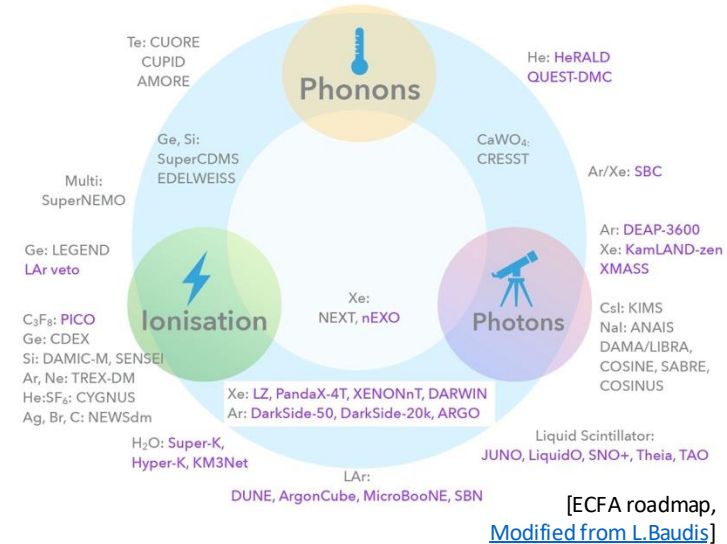 Te: CUORE
CUPID
AMORE
Phonons
He: HeRALD
QUEST-DMC
Ge, Si:
SuperCDMS
EDELWEISS
CaWO₄:
CRESST
Multi:
SuperNEMO
Ar/Xe: SBC
Ge: LEGEND
LAr veto
Ar: DEAP-3600
Xe: KamLAND-zen
XMASS
Ionisation
Xe:
NEXT, nEXO
Photons
C₃F₈: PICO
Ge: CDEX
Si: DAMIC-M, SENSEI
Ar, Ne: TREX-DM
He:SF₆: CYGNUS
Ag, Br, C: NEWSdm
CsI: KIMS
NaI: ANAIS
DAMA/LIBRA,
COSINE, SABRE,
COSINUS
Xe: LZ, PandaX-4T, XENONnT, DARWIN
Ar: DarkSide-50, DarkSide-20k, ARGO
H₂O: Super-K,
Hyper-K, KM3Net
Liquid Scintillator:
JUNO, LiquidO, SNO+, Theia, TAO
LAr:
DUNE, ArgonCube, MicroBooNE, SBN
[ECFA roadmap,
Modified from L.Baudis]